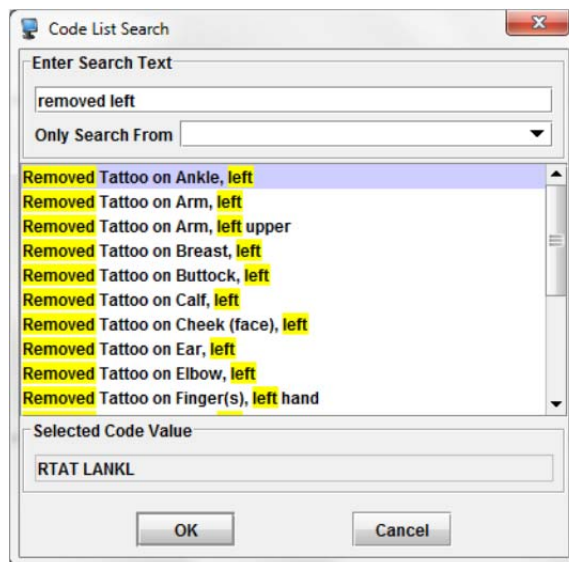 Code List Search
Enter Search Text
removed left
Only Search From
Removed Tattoo on Ankle, left
Removed Tattoo on Arm, left
Removed Tattoo on Arm, left upper
Removed Tattoo on Breast, left
Removed Tattoo on Buttock, left
Removed Tattoo on Calf, left
Removed Tattoo on Cheek (face), left
Removed Tattoo on Ear, left
Removed Tattoo on Elbow, left
Removed Tattoo on Finger(s), left hand
Selected Code Value
RTAT LANKL
OK Cancel